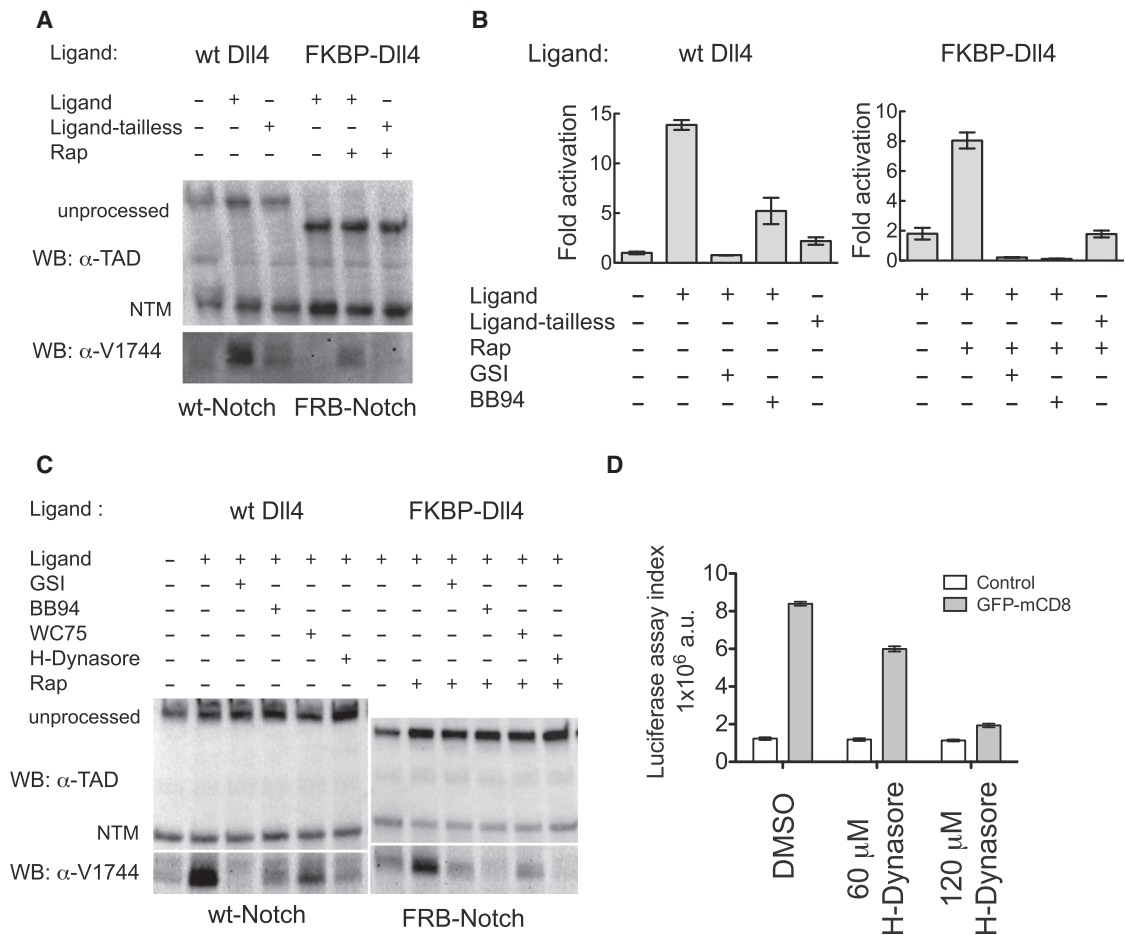 A
Ligand: wt Dll4 FKBP-Dll4
Ligand – + – + + –
Ligand-tailless – – + – – +
Rap – – – – + +
unprocessed
WB: α-TAD
NTM
WB: α-V1744
wt-Notch FRB-Notch
B
Ligand: wt Dll4 FKBP-Dll4
Fold activation
15
10
5
0
Fold activation
10
8
6
4
2
0
Ligand – + + + – + + + + –
Ligand-tailless – – – – + – – – – +
Rap – – – – – – + + + +
GSI – – + – – – – + – –
BB94 – – – + – – – – + –
C
Ligand : wt Dll4 FKBP-Dll4
Ligand – + + + + + + + + + + +
GSI – – + – – – – – + – – –
BB94 – – – + – – – – – + – –
WC75 – – – – + – – – – – + –
H-Dynasore – – – – – + – – – – – +
Rap – – – – – – – + + + + +
unprocessed
WB: α-TAD
NTM
WB: α-V1744
wt-Notch FRB-Notch
D
Luciferase assay index
1x10⁶ a.u.
10
8
6
4
2
0
Control
GFP-mCD8
DMSO
60 µM
H-Dynasore
120 µM
H-Dynasore